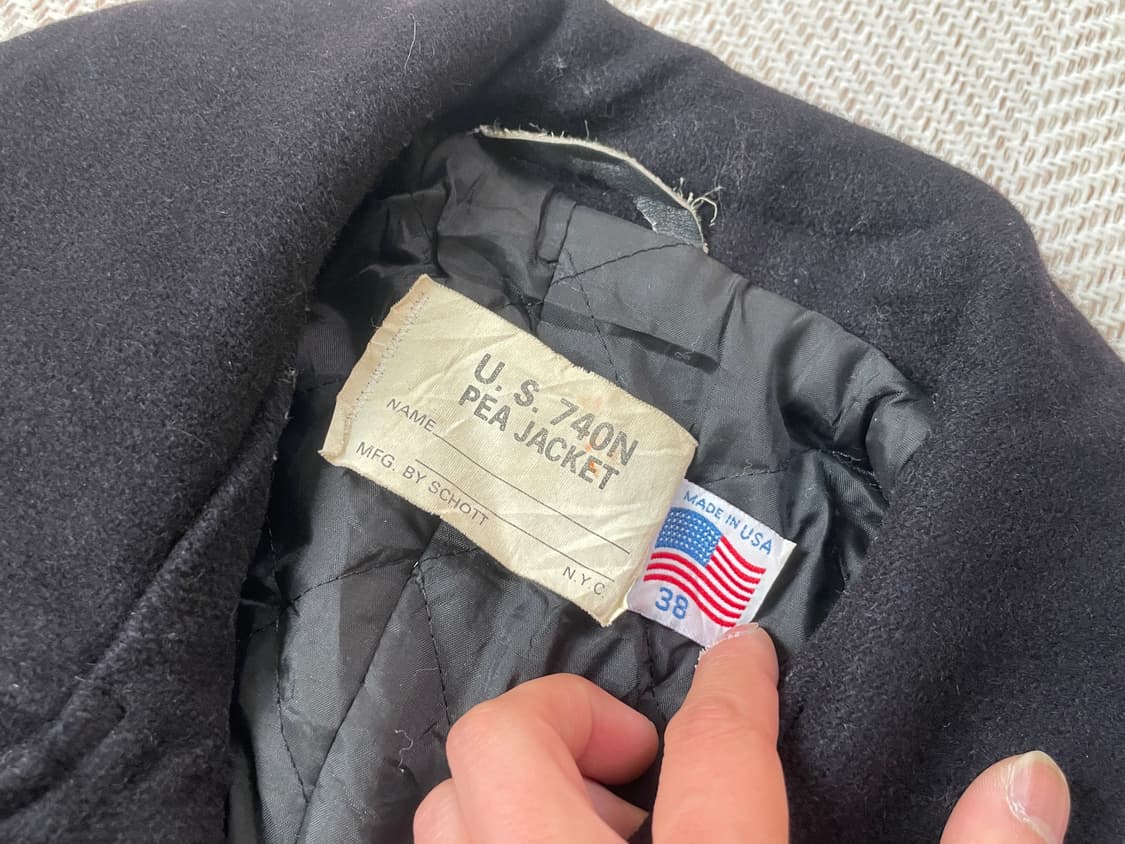 U. S. 740N
PEA JACKET
NAME
MFG. BY SCHOTT
N.Y.C.
MADE IN USA
38